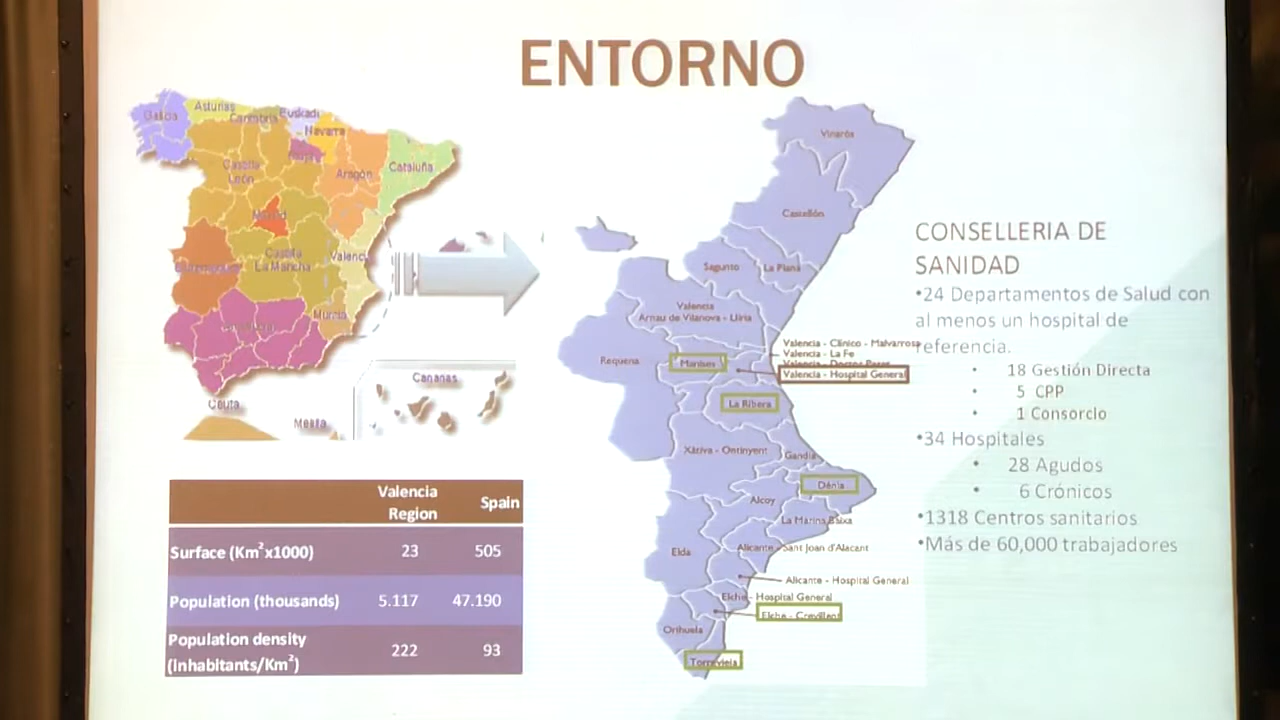 ENTORNO
Galicia
Asturias
Cantabria
Euskadi
Navarra
Castilla
León
Aragón
Cataluña
Madrid
Castilla
La Mancha
Valenci
Murcia
Ceuta
Melilla
Canarias
Vinaròs
Castellón
Sagunto
La Plana
Valencia
Arnau de Vilanova - Llíria
Requena
Manises
Valencia - Clínico - Malvarrosa
Valencia - La Fe
Valencia - Doctor Peset
Valencia - Hospital General
La Ribera
Xàtiva - Ontinyent
Gandia
Dénia
Alcoy
La Marina Baixa
Elda
Alicante - Sant Joan d'Alacant
Alicante - Hospital General
Elche - Hospital General
Elche - Crevillent
Orihuela
Torrevieja
CONSELLERIA DE
SANIDAD
•24 Departamentos de Salud con
al menos un hospital de
referencia.
• 18 Gestión Directa
• 5 CPP
• 1 Consorcio
•34 Hospitales
• 28 Agudos
• 6 Crónicos
•1318 Centros sanitarios
•Más de 60,000 trabajadores
Valencia Region Spain
Surface (Km²x1000) 23 505
Population (thousands) 5.117 47.190
Population density
(inhabitants/Km²) 222 93